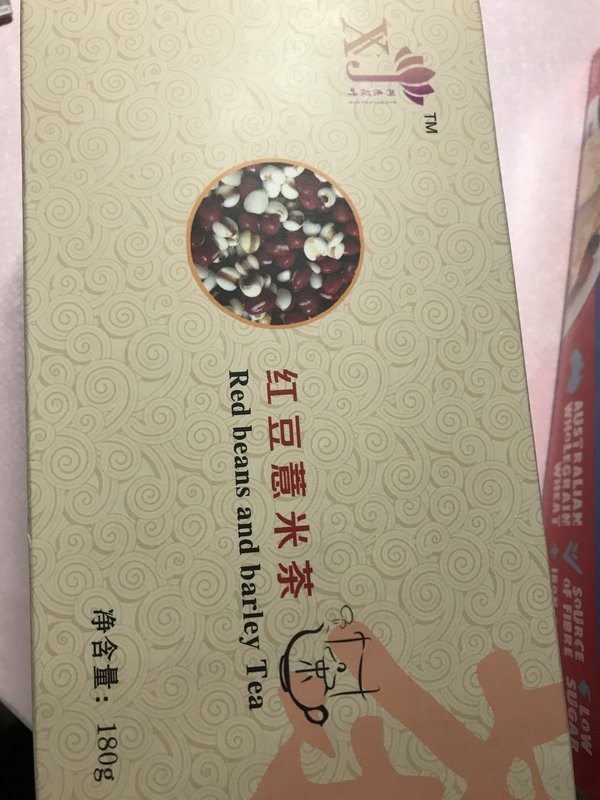 XJ
TM
红豆薏米茶
Red beans and barley Tea
净含量：180g
AUSTRALIAN
WHOLEGRAIN
WHEAT
SOURCE
OF FIBRE
IRON
LOW
SUGAR